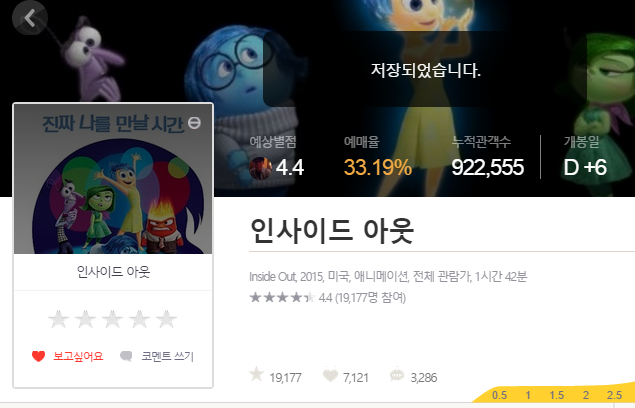 저장되었습니다.
진짜 나를 만날 시간
예상별점 예매율 누적관객수 개봉일
4.4 33.19% 922,555 D +6
인사이드 아웃
인사이드 아웃
Inside Out, 2015, 미국, 애니메이션, 전체 관람가, 1시간 42분
4.4 (19,177명 참여)
보고싶어요 코멘트 쓰기
19,177 7,121 3,286
0.5 1 1.5 2 2.5